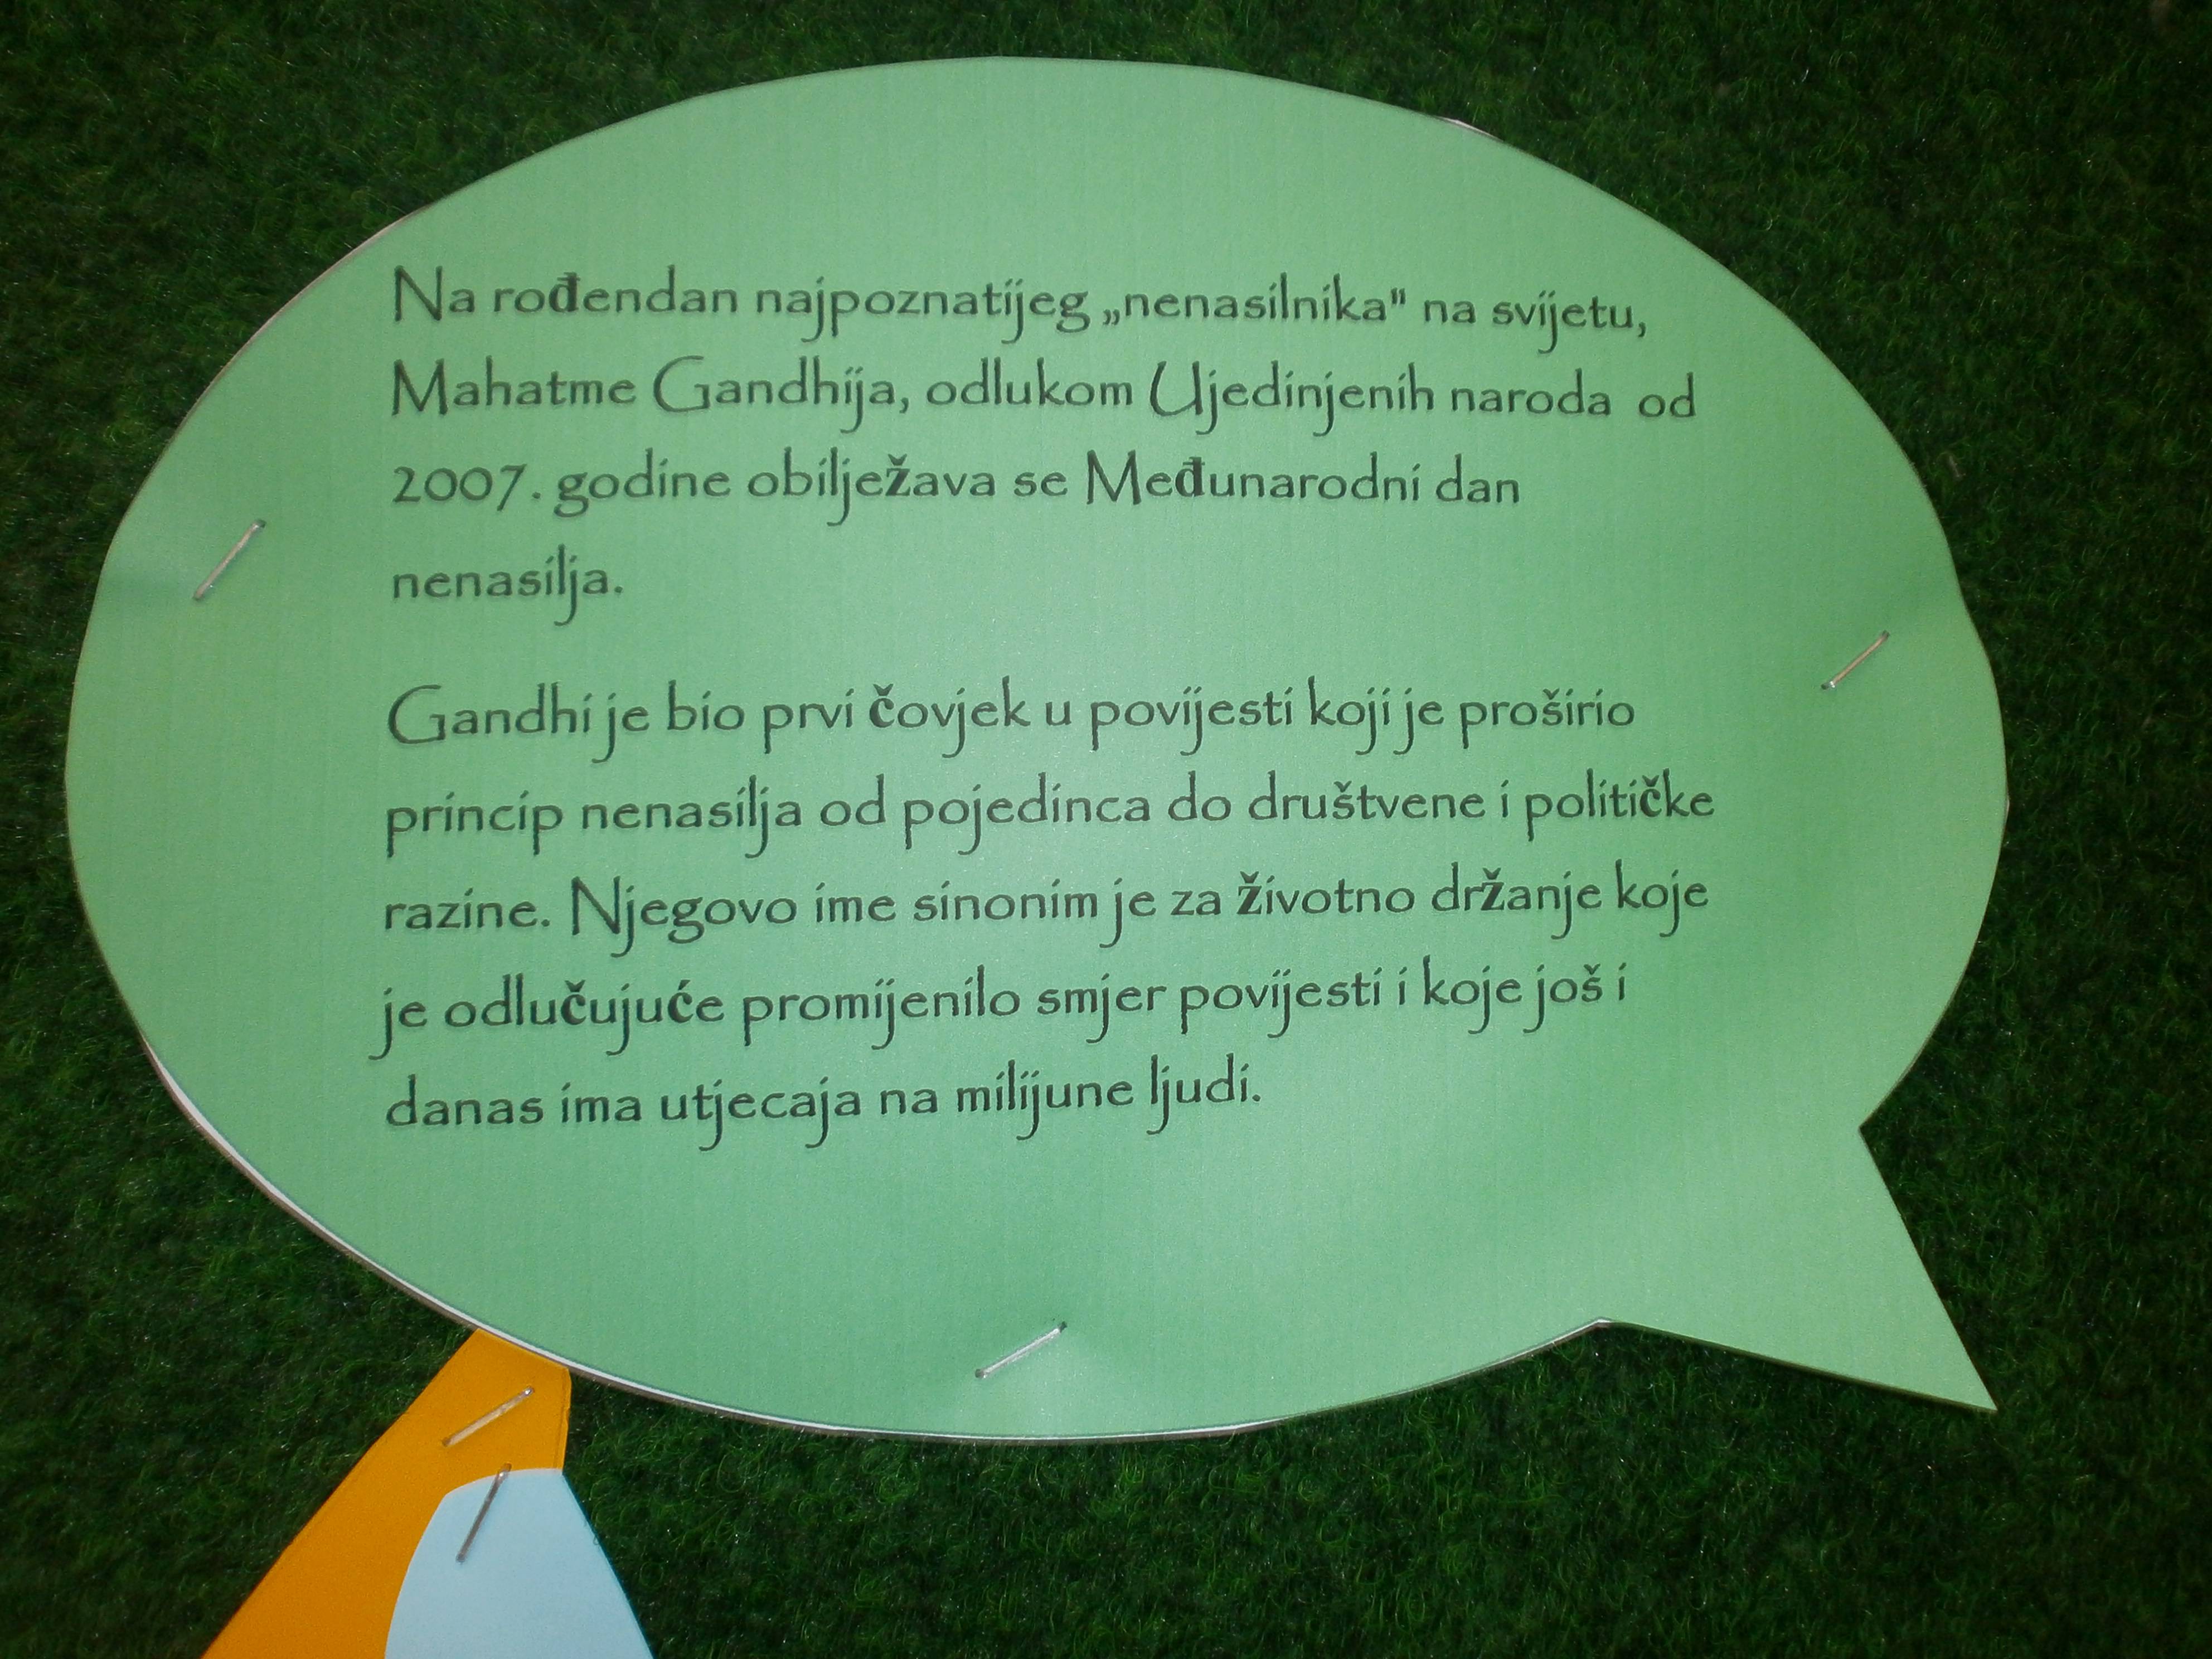 Na rođendan najpoznatijeg „nenasilnika" na svijetu,
Mahatme Gandhija, odlukom Ujedinjenih naroda od
2007. godine obilježava se Međunarodni dan
nenasilja.
Gandhi je bio prvi čovjek u povijesti koji je proširio
princip nenasilja od pojedinca do društvene i političke
razine. Njegovo ime sinonim je za životno držanje koje
je odlučujuće promijenilo smjer povijesti i koje još i
danas ima utjecaja na milijune ljudi.